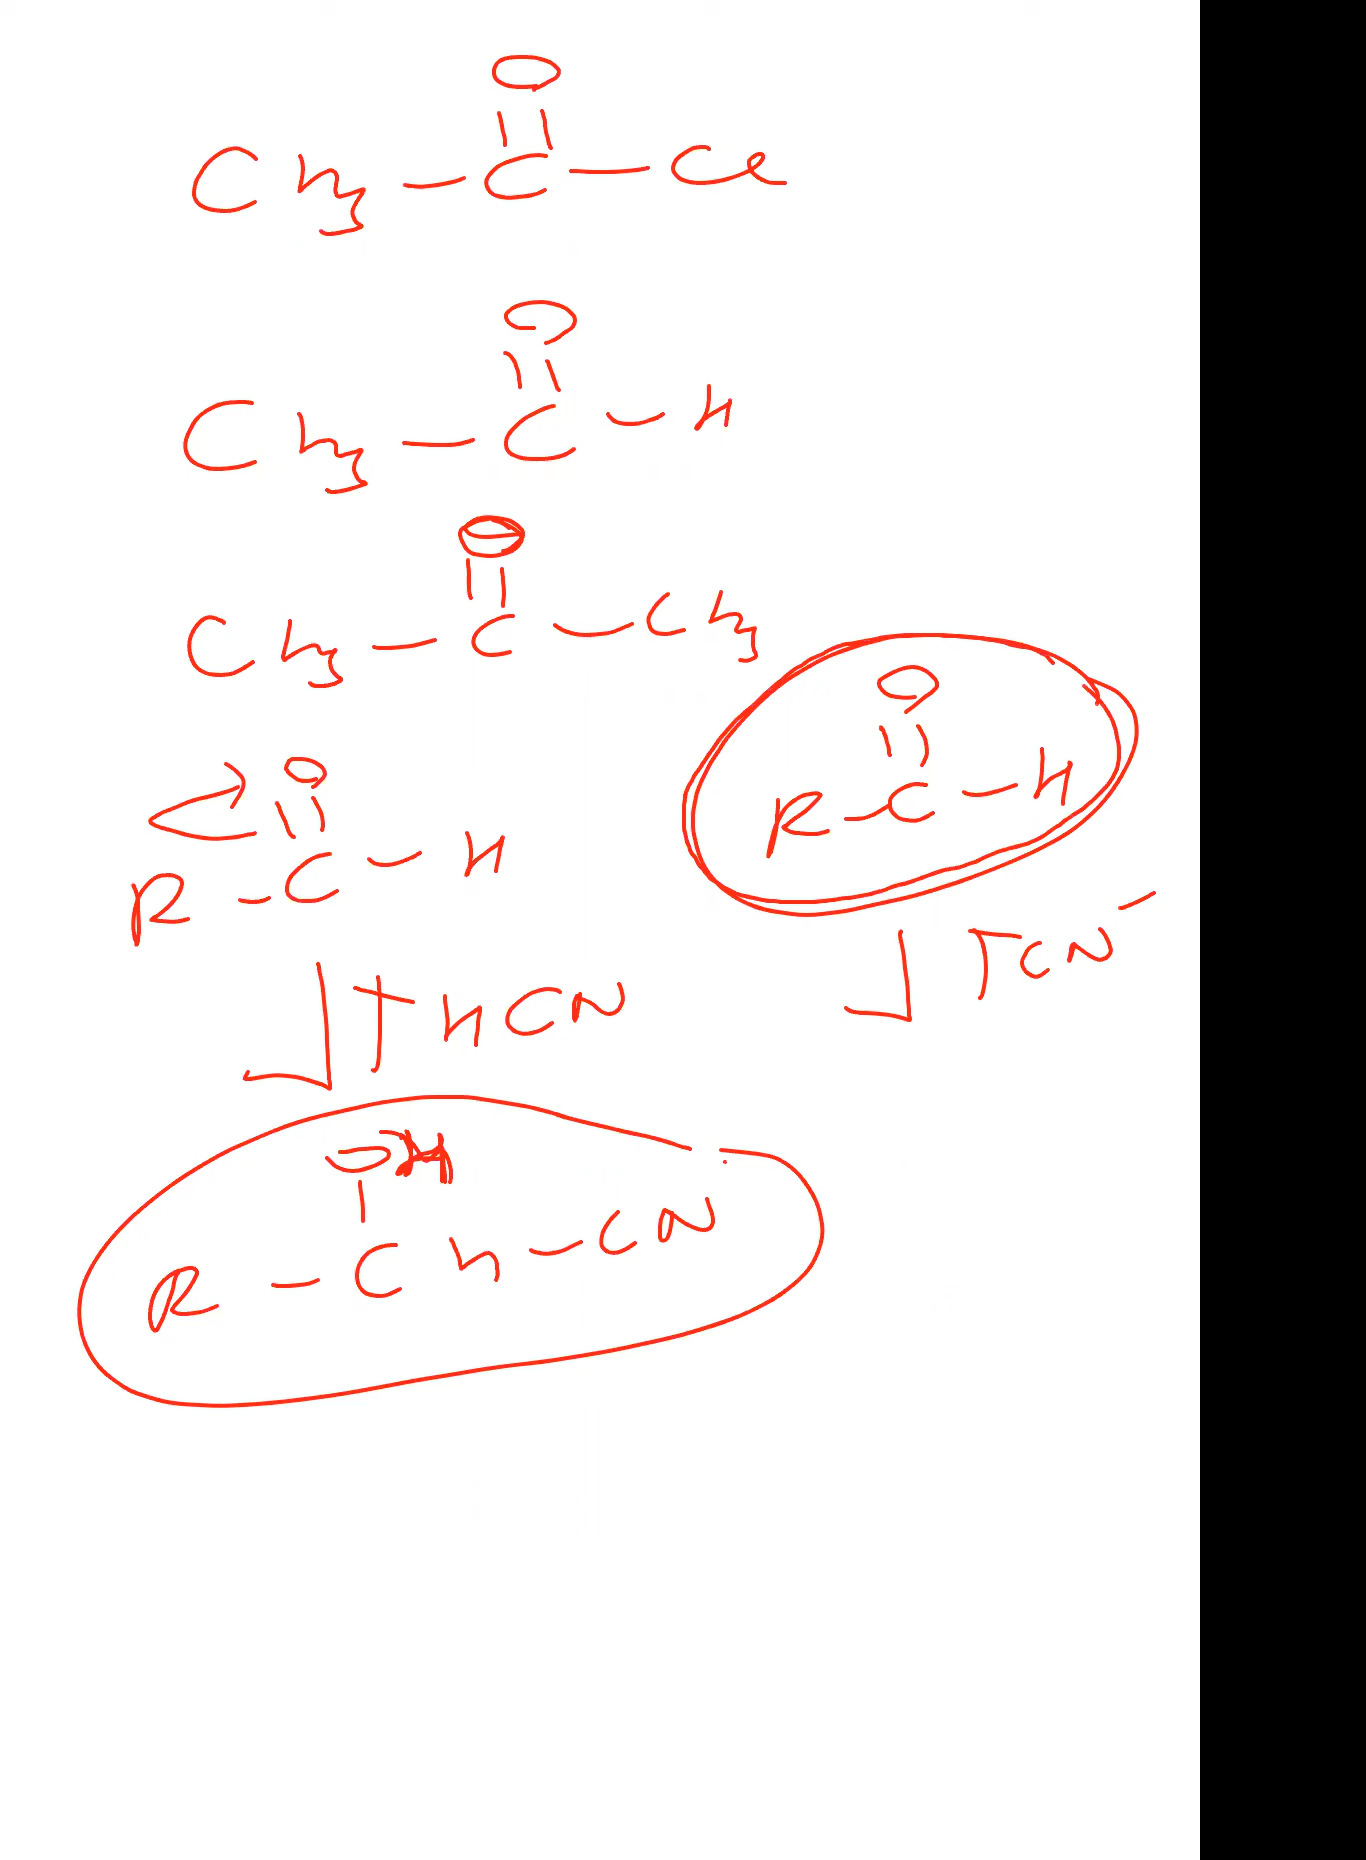 O
CH3 — C — Cl
O
CH3 — C — H
O
CH3 — C — CH3
O
R — C — H
O
R — C — H
HCN
CN-
OH
R — CH — CN